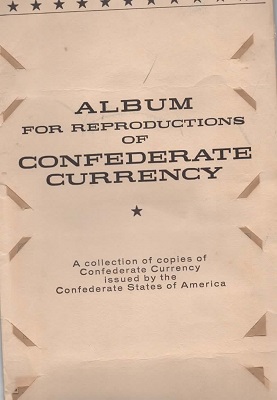 ALBUM
FOR REPRODUCTIONS
OF
CONFEDERATE
CURRENCY
A collection of copies of
Confederate Currency
issued by the
Confederate States of America